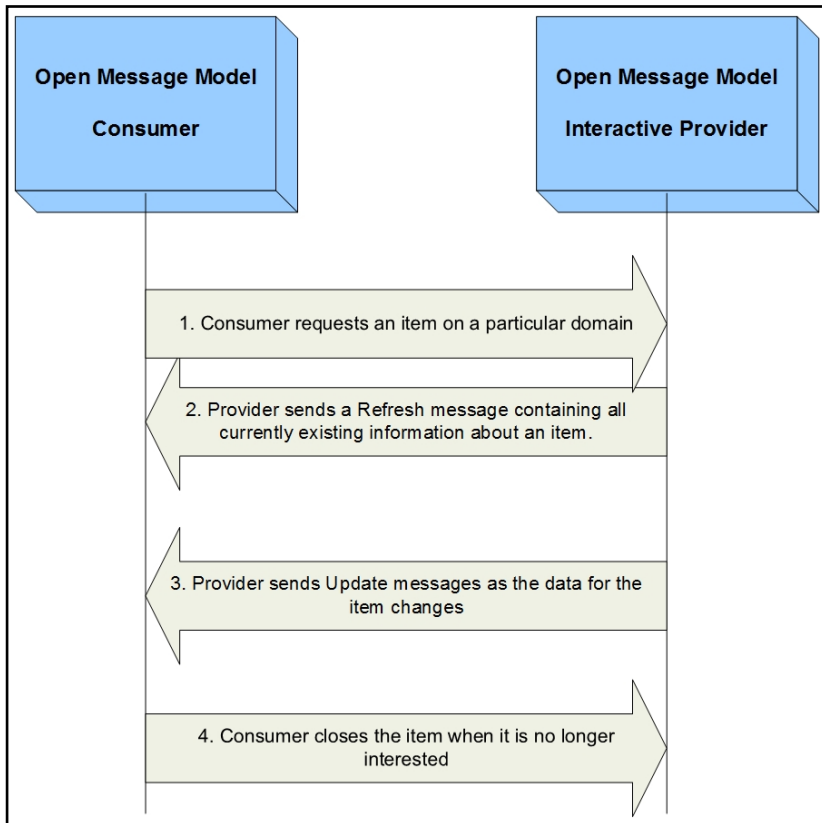 Open Message Model
Consumer
Open Message Model
Interactive Provider
1. Consumer requests an item on a particular domain
2. Provider sends a Refresh message containing all
currently existing information about an item.
3. Provider sends Update messages as the data for the
item changes
4. Consumer closes the item when it is no longer
interested